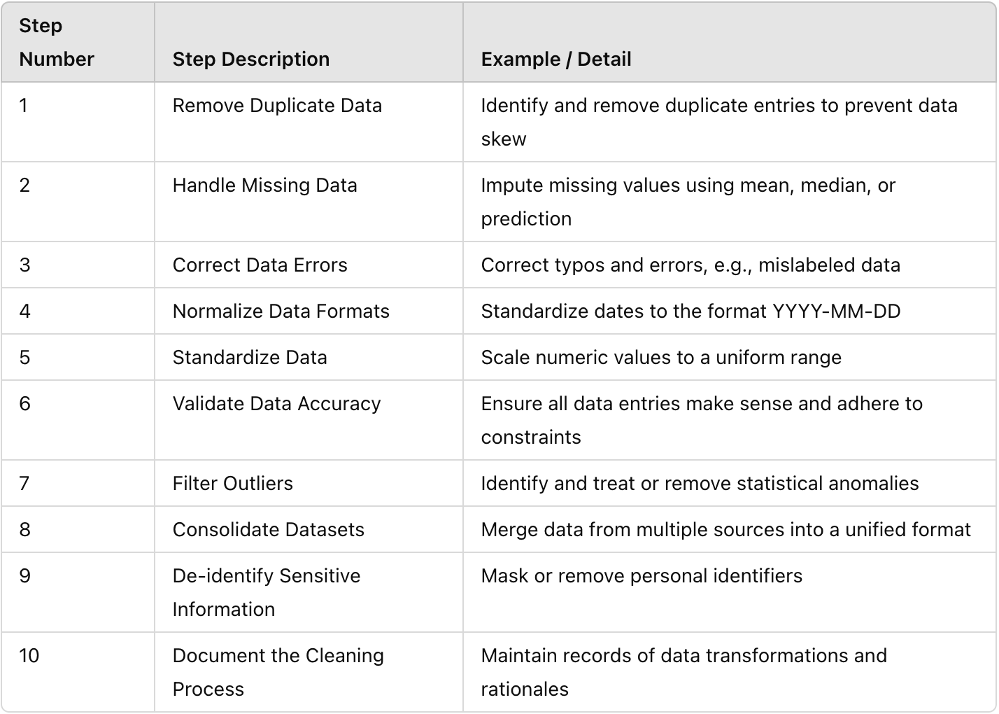 Step
Number
Step Description
Example / Detail
1
Remove Duplicate Data
Identify and remove duplicate entries to prevent data
skew
2
Handle Missing Data
Impute missing values using mean, median, or
prediction
3
Correct Data Errors
Correct typos and errors, e.g., mislabeled data
4
Normalize Data Formats
Standardize dates to the format YYYY-MM-DD
5
Standardize Data
Scale numeric values to a uniform range
6
Validate Data Accuracy
Ensure all data entries make sense and adhere to
constraints
7
Filter Outliers
Identify and treat or remove statistical anomalies
8
Consolidate Datasets
Merge data from multiple sources into a unified format
9
De-identify Sensitive
Information
Mask or remove personal identifiers
10
Document the Cleaning
Process
Maintain records of data transformations and
rationales